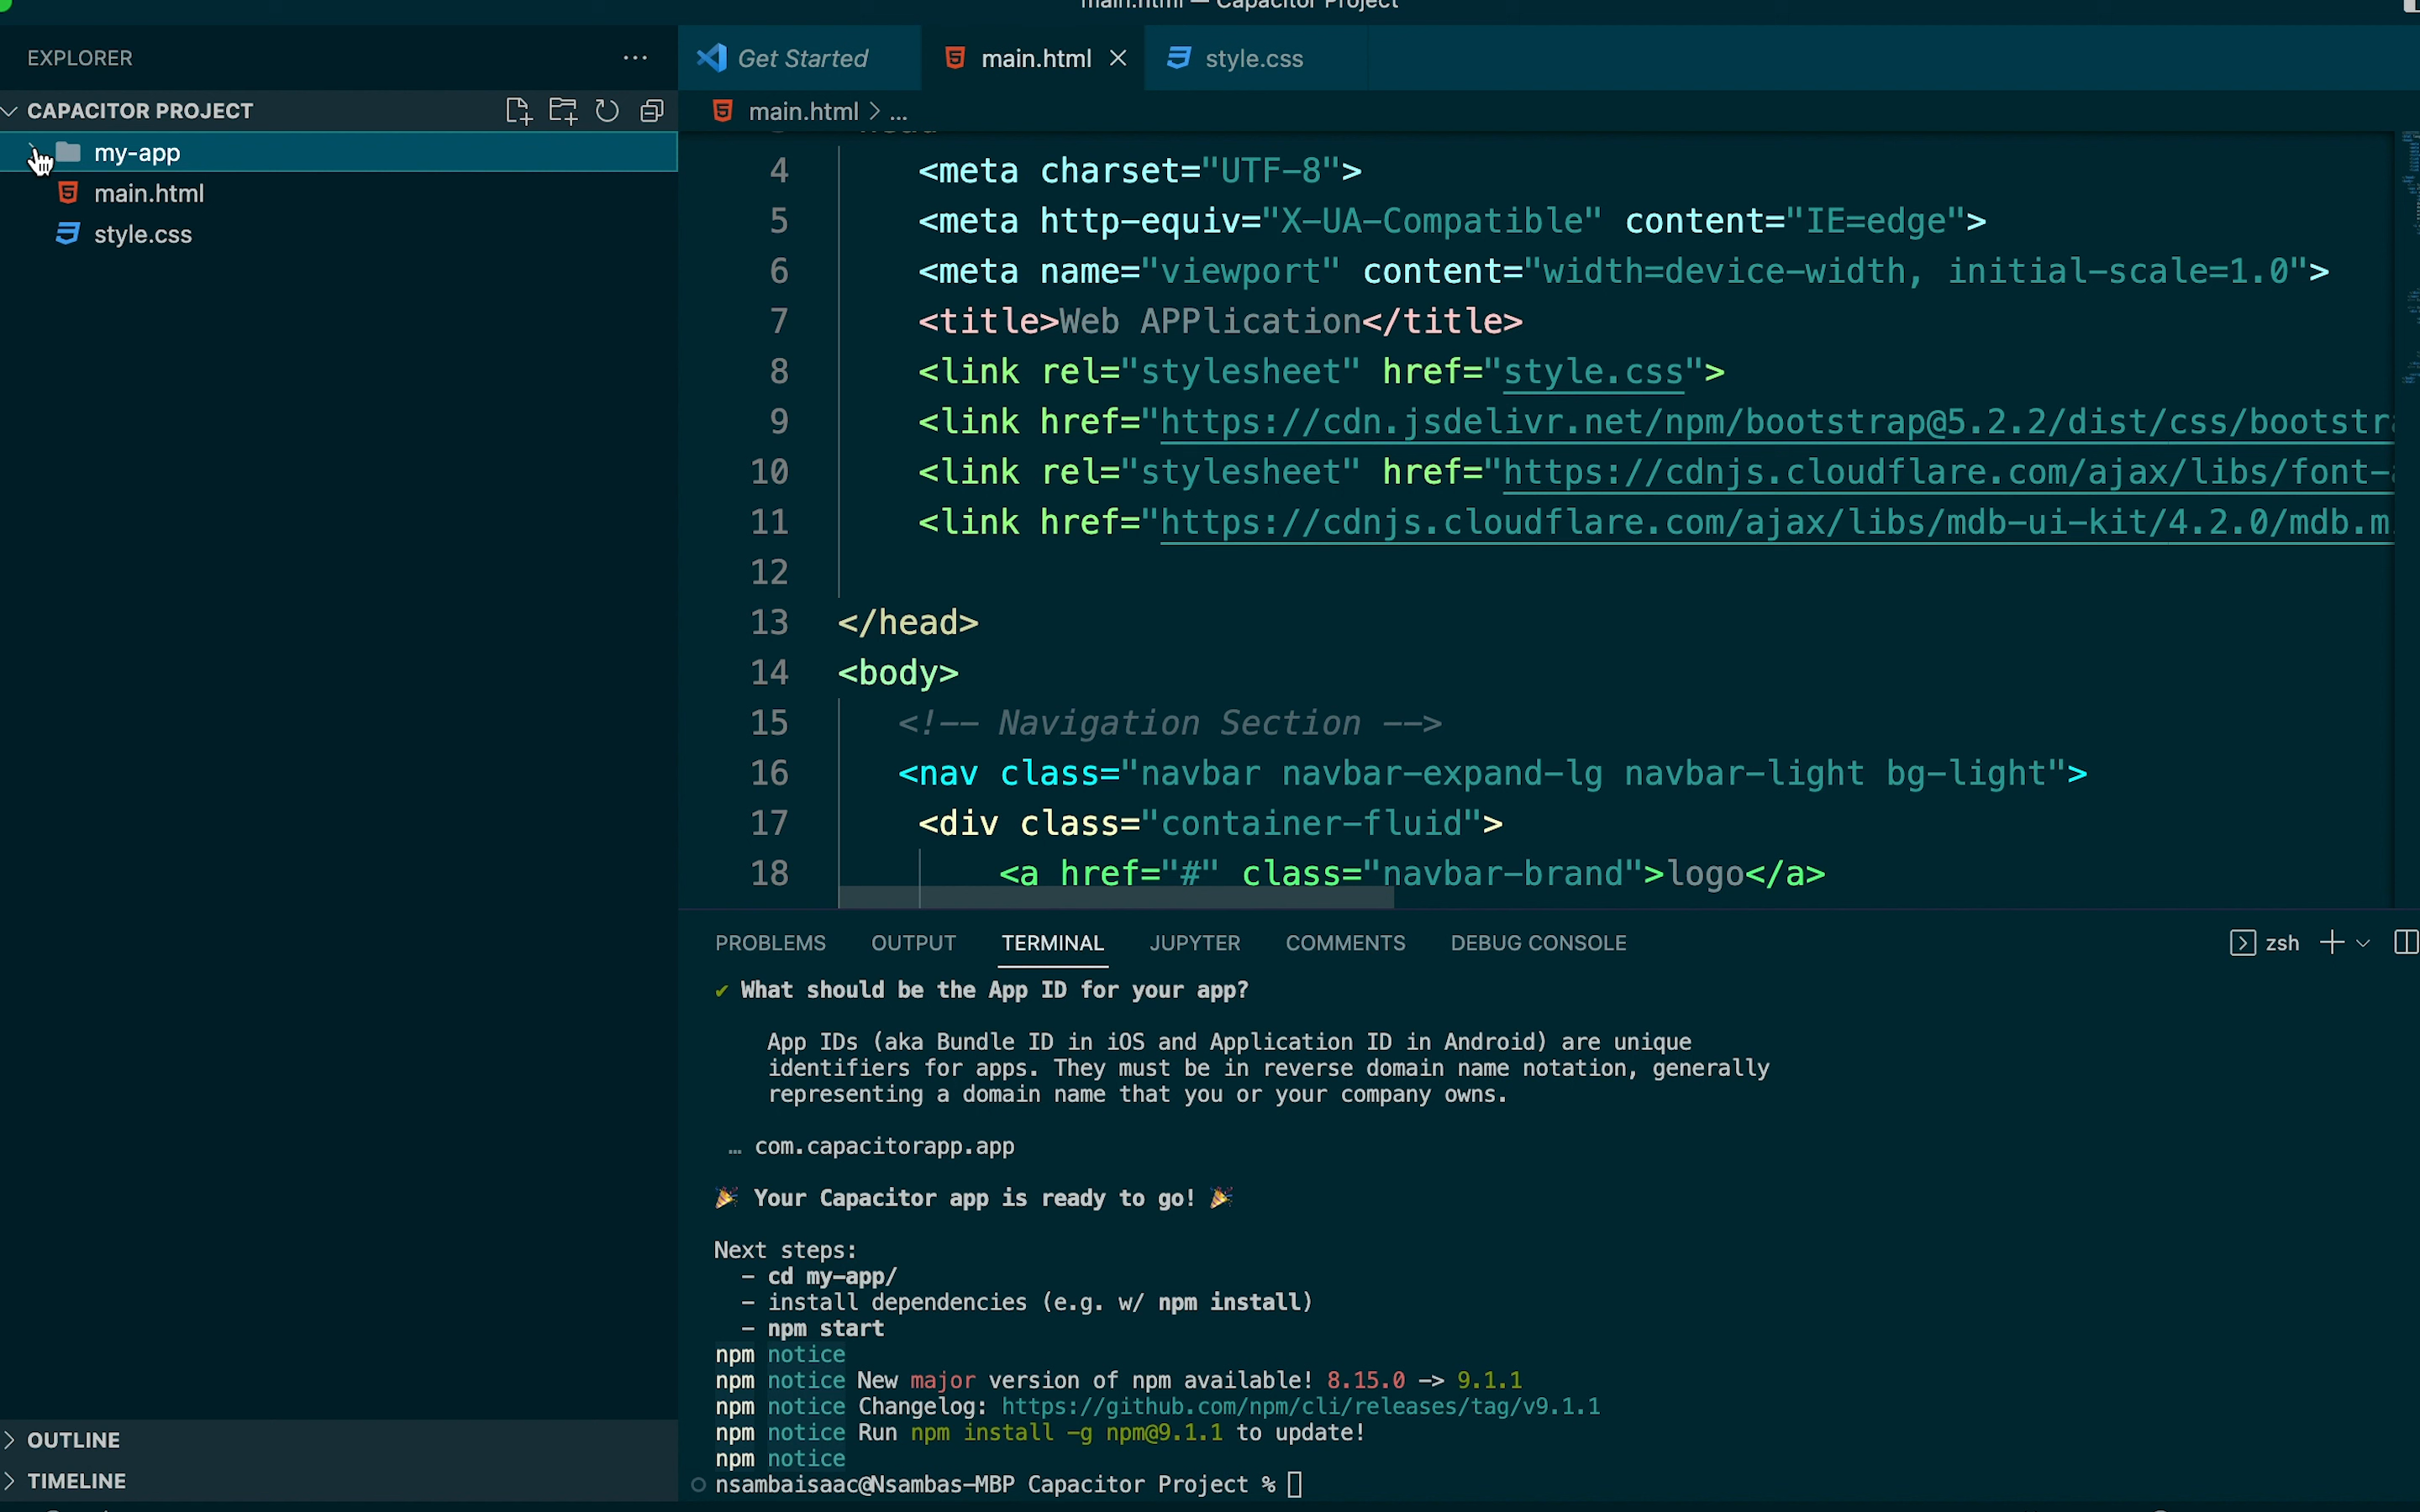 main.html — Capacitor Project
EXPLORER
Get Started
main.html
style.css
CAPACITOR PROJECT
main.html > ...
my-app
main.html
style.css
4 <meta charset="UTF-8">
5 <meta http-equiv="X-UA-Compatible" content="IE=edge">
6 <meta name="viewport" content="width=device-width, initial-scale=1.0">
7 <title>Web APPlication</title>
8 <link rel="stylesheet" href="style.css">
9 <link href="https://cdn.jsdelivr.net/npm/bootstrap@5.2.2/dist/css/bootstr
10 <link rel="stylesheet" href="https://cdnjs.cloudflare.com/ajax/libs/font-
11 <link href="https://cdnjs.cloudflare.com/ajax/libs/mdb-ui-kit/4.2.0/mdb.m
12
13 </head>
14 <body>
15 <!-- Navigation Section -->
16 <nav class="navbar navbar-expand-lg navbar-light bg-light">
17 <div class="container-fluid">
18 <a href="#" class="navbar-brand">logo</a>
PROBLEMS OUTPUT TERMINAL JUPYTER COMMENTS DEBUG CONSOLE zsh
✔ What should be the App ID for your app?
App IDs (aka Bundle ID in iOS and Application ID in Android) are unique
identifiers for apps. They must be in reverse domain name notation, generally
representing a domain name that you or your company owns.
… com.capacitorapp.app
🎉 Your Capacitor app is ready to go! 🎉
Next steps:
- cd my-app/
- install dependencies (e.g. w/ npm install)
- npm start
npm notice
npm notice New major version of npm available! 8.15.0 -> 9.1.1
npm notice Changelog: https://github.com/npm/cli/releases/tag/v9.1.1
npm notice Run npm install -g npm@9.1.1 to update!
npm notice
nsambaisaac@Nsambas-MBP Capacitor Project %
OUTLINE
TIMELINE